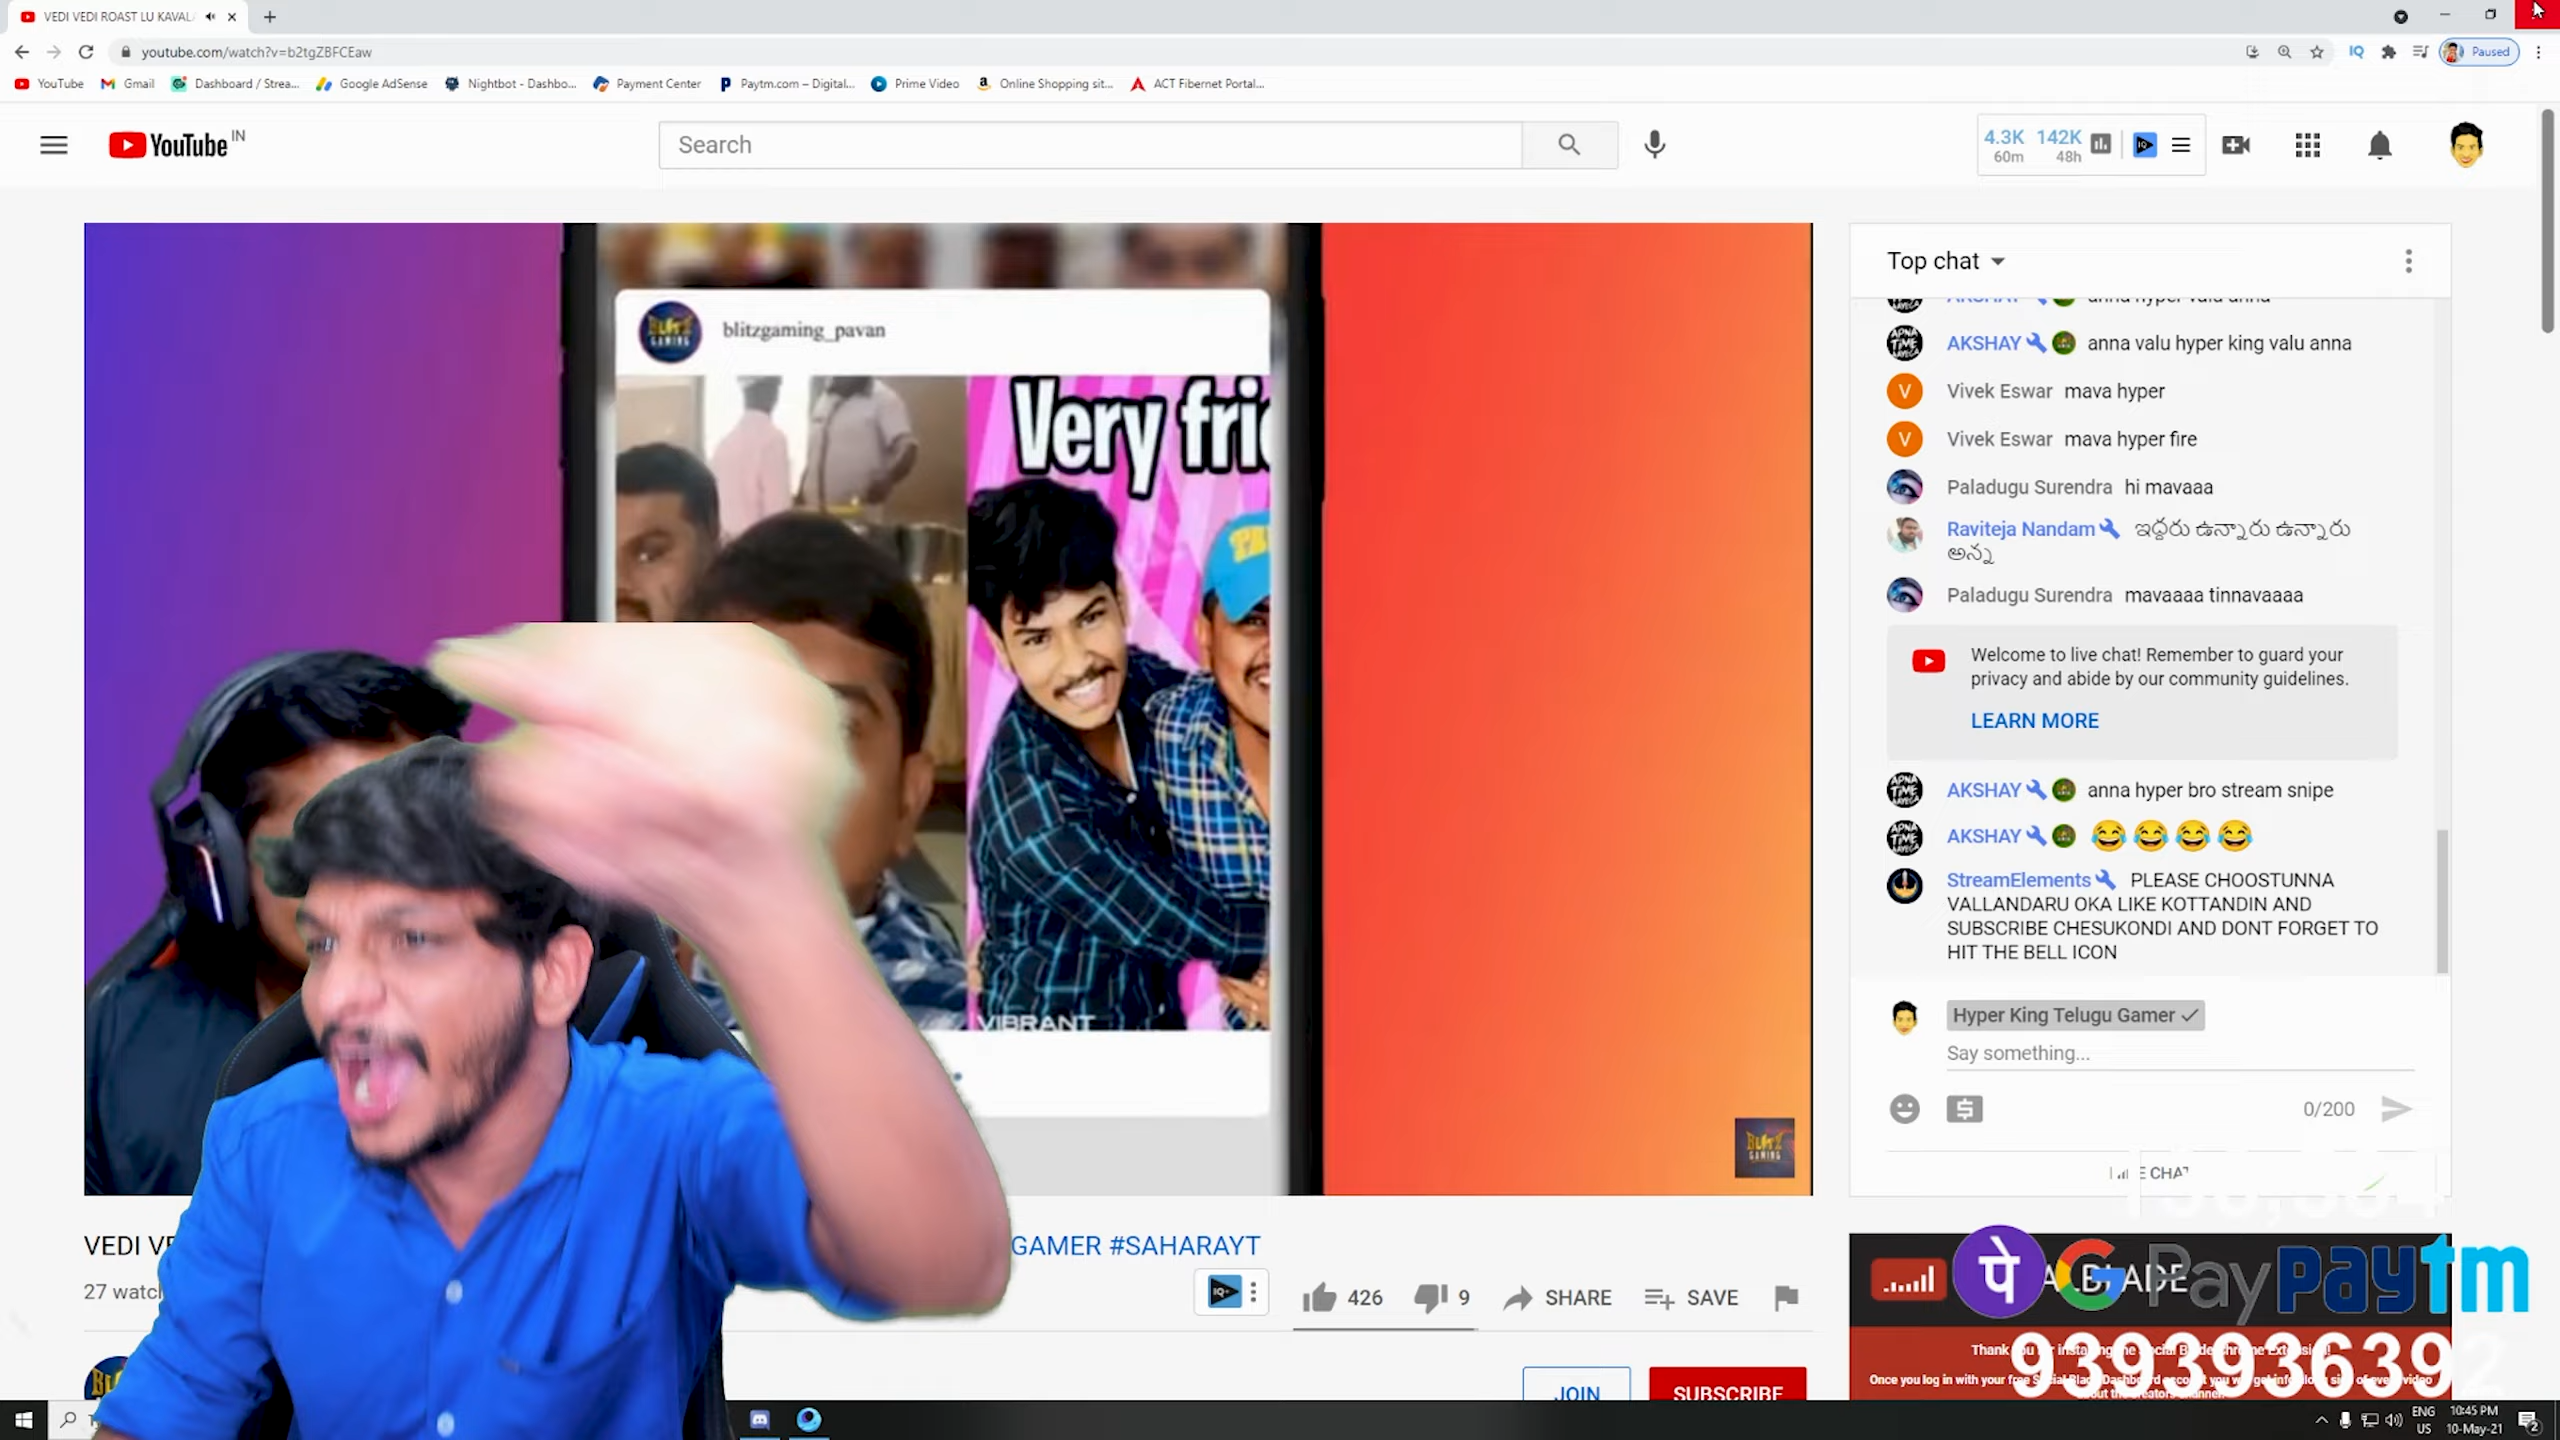 VEDI VEDI ROAST LU KAVAL
youtube.com/watch?v=b2tgZBFCEaw
Paused
YouTube Gmail Dashboard / Strea... Google AdSense Nightbot - Dashbo... Payment Center Paytm.com – Digital... Prime Video Online Shopping sit... ACT Fibernet Portal...
YouTube IN
Search
4.3K 142K
60m 48h
blitzgaming_pavan
Very fri
VIBRANT
BLITZ
GAMING
Top chat
AKSHAY anna valu hyper king valu anna
Vivek Eswar mava hyper
Vivek Eswar mava hyper fire
Paladugu Surendra hi mavaaa
Raviteja Nandam ఇద్దరు ఉన్నారు ఉన్నారు
అన్న
Paladugu Surendra mavaaaa tinnavaaaa
Welcome to live chat! Remember to guard your
privacy and abide by our community guidelines.
LEARN MORE
AKSHAY anna hyper bro stream snipe
AKSHAY 😂😂😂😂
StreamElements PLEASE CHOOSTUNNA
VALLANDARU OKA LIKE KOTTANDIN AND
SUBSCRIBE CHESUKONDI AND DONT FORGET TO
HIT THE BELL ICON
Hyper King Telugu Gamer
Say something...
0/200
VEDI GAMER #SAHARAYT
27
426 9 SHARE SAVE
JOIN SUBSCRIBE
पे G Pay paytm
9393936392
ENG 10:45 PM
US 10-May-21
2